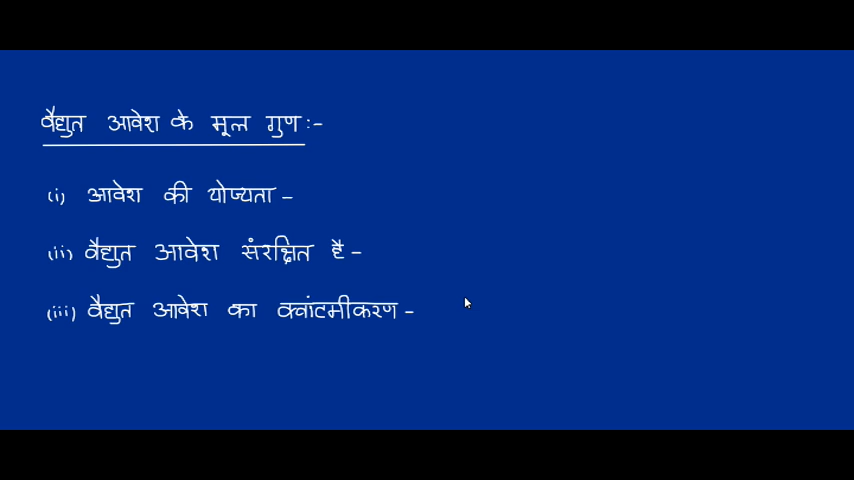 वैद्युत आवेश के मूल गुण :-
(i) आवेश की योज्यता -
(ii) वैद्युत आवेश संरक्षित है -
(iii) वैद्युत आवेश का क्वांटमीकरण -